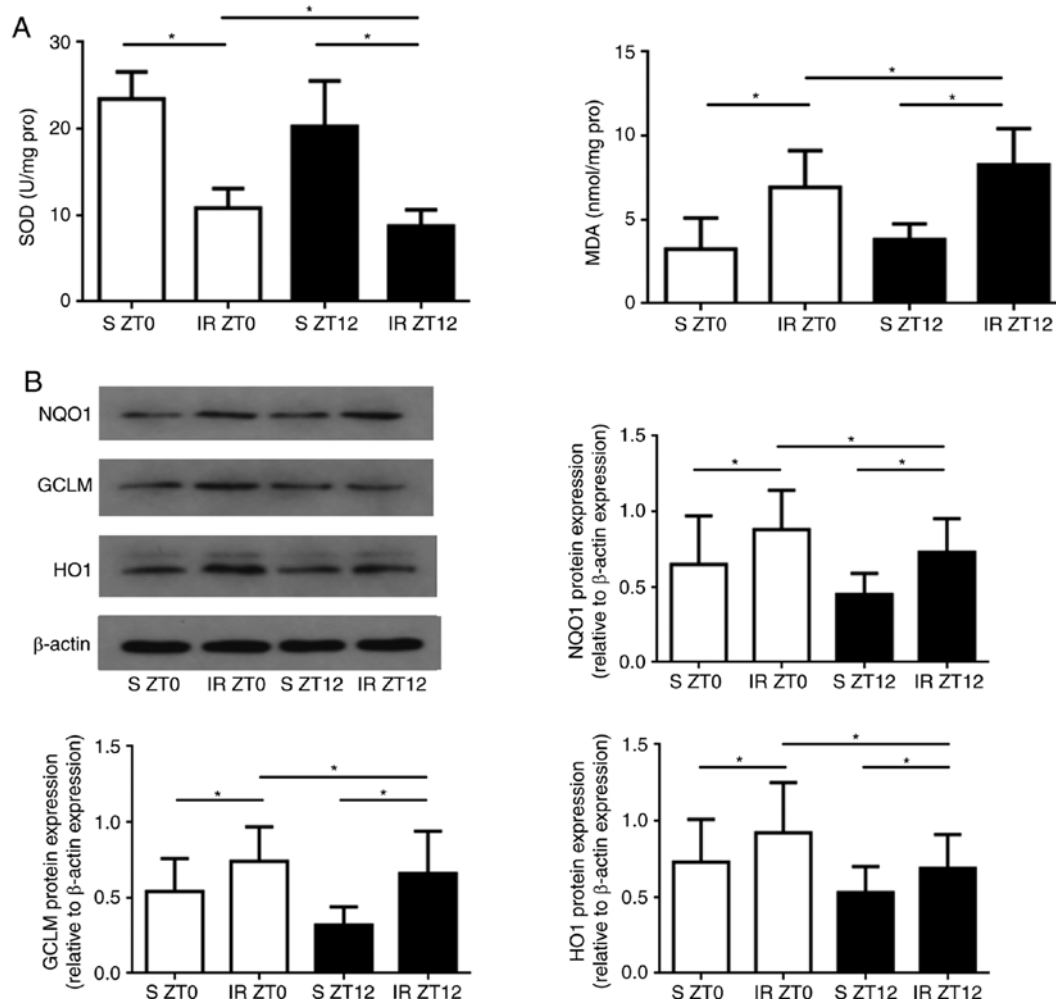 A
SOD (U/mg pro)
30
20
10
0
*
*
*
S ZT0 IR ZT0 S ZT12 IR ZT12
MDA (nmol/mg pro)
15
10
5
0
*
*
*
S ZT0 IR ZT0 S ZT12 IR ZT12
B
NQO1
GCLM
HO1
β-actin
S ZT0 IR ZT0 S ZT12 IR ZT12
NQO1 protein expression
(relative to β-actin expression)
1.5
1.0
0.5
0.0
*
*
*
S ZT0 IR ZT0 S ZT12 IR ZT12
GCLM protein expression
(relative to β-actin expression)
1.5
1.0
0.5
0.0
*
*
*
S ZT0 IR ZT0 S ZT12 IR ZT12
HO1 protein expression
(relative to β-actin expression)
1.5
1.0
0.5
0.0
*
*
*
S ZT0 IR ZT0 S ZT12 IR ZT12